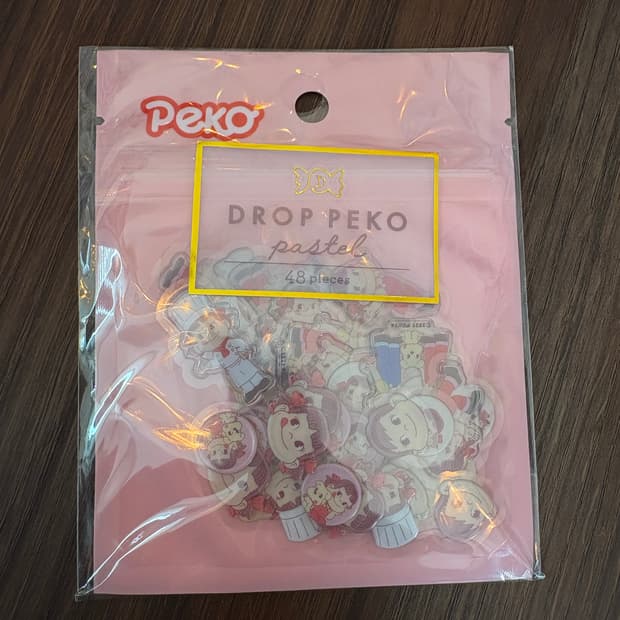 Peko
DROP PEKO
pastel
48 pieces